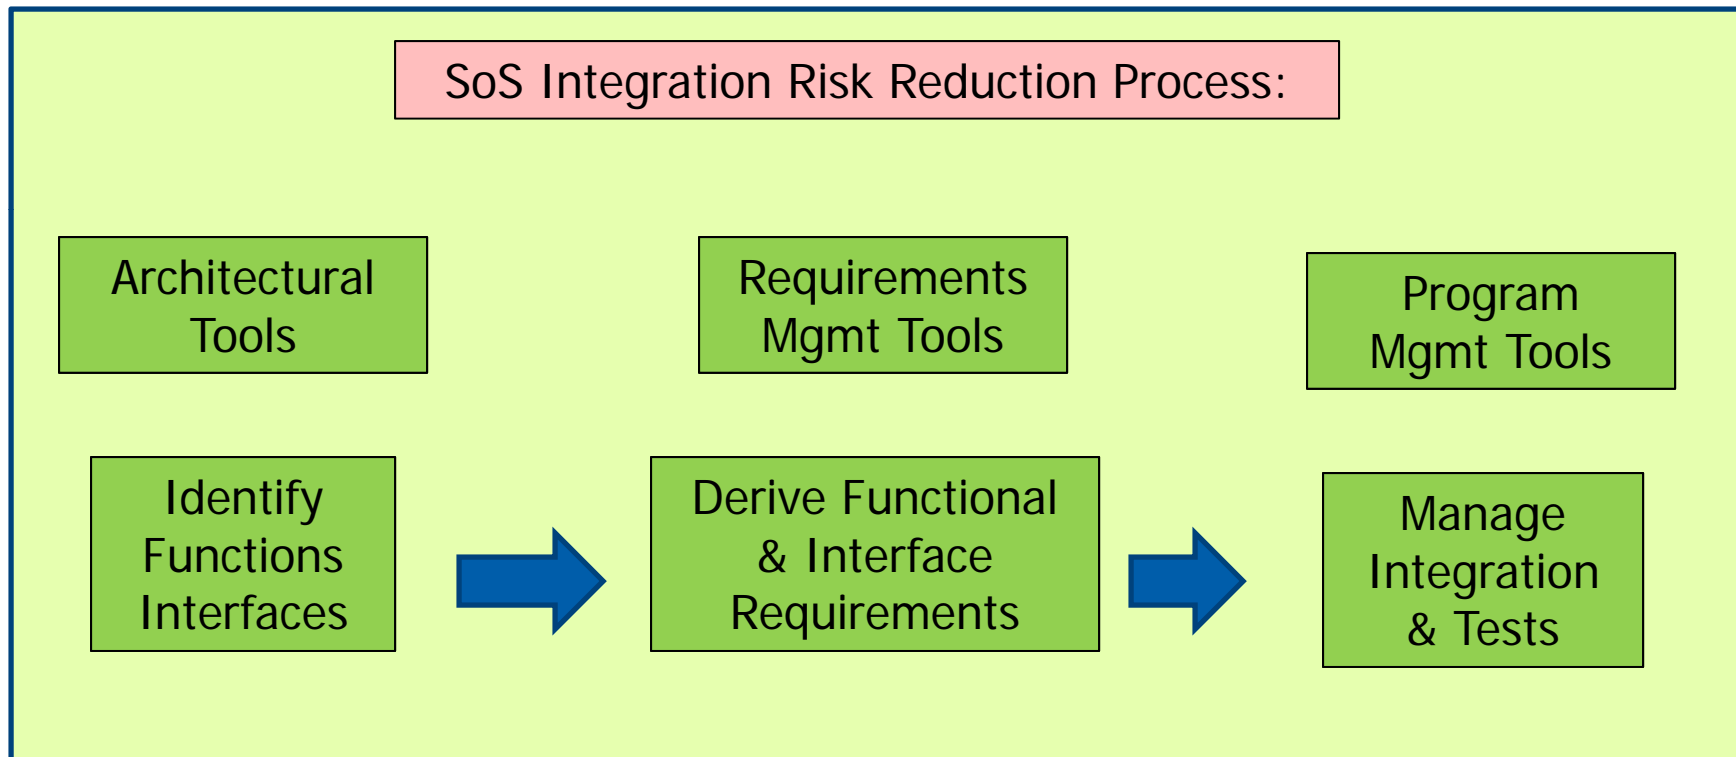 SoS Integration Risk Reduction Process:
Architectural
Tools
Requirements
Mgmt Tools
Program
Mgmt Tools
Identify
Functions
Interfaces
Derive Functional
& Interface
Requirements
Manage
Integration
& Tests